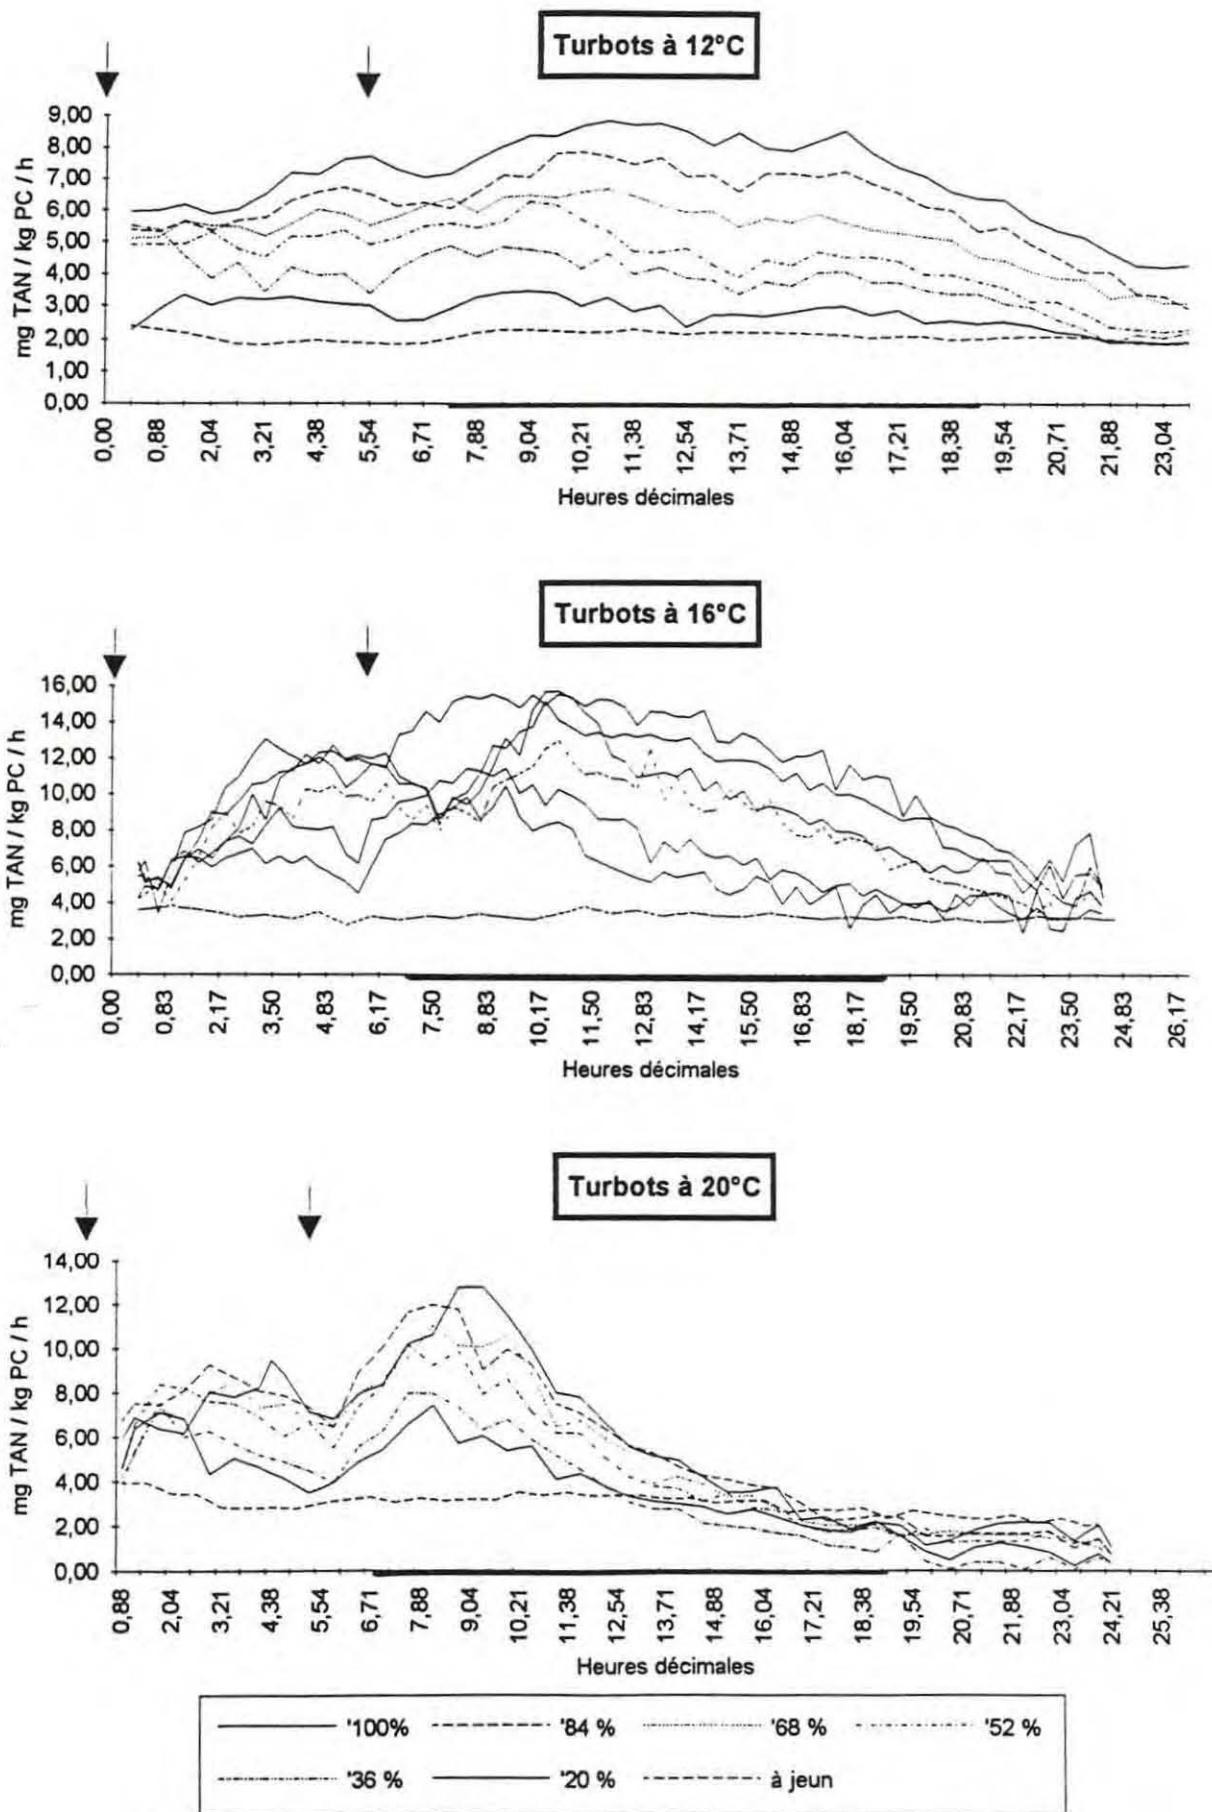 Turbots à 12°C
mg TAN / kg PC / h
9,00
8,00
7,00
6,00
5,00
4,00
3,00
2,00
1,00
0,00
0,00 0,88 2,04 3,21 4,38 5,54 6,71 7,88 9,04 10,21 11,38 12,54 13,71 14,88 16,04 17,21 18,38 19,54 20,71 21,88 23,04
Heures décimales
Turbots à 16°C
mg TAN / kg PC / h
16,00
14,00
12,00
10,00
8,00
6,00
4,00
2,00
0,00
0,00 0,83 2,17 3,50 4,83 6,17 7,50 8,83 10,17 11,50 12,83 14,17 15,50 16,83 18,17 19,50 20,83 22,17 23,50 24,83 26,17
Heures décimales
Turbots à 20°C
mg TAN / kg PC / h
14,00
12,00
10,00
8,00
6,00
4,00
2,00
0,00
0,88 2,04 3,21 4,38 5,54 6,71 7,88 9,04 10,21 11,38 12,54 13,71 14,88 16,04 17,21 18,38 19,54 20,71 21,88 23,04 24,21 25,38
Heures décimales
'100% '84 % '68 % '52 %
'36 % '20 % à jeun